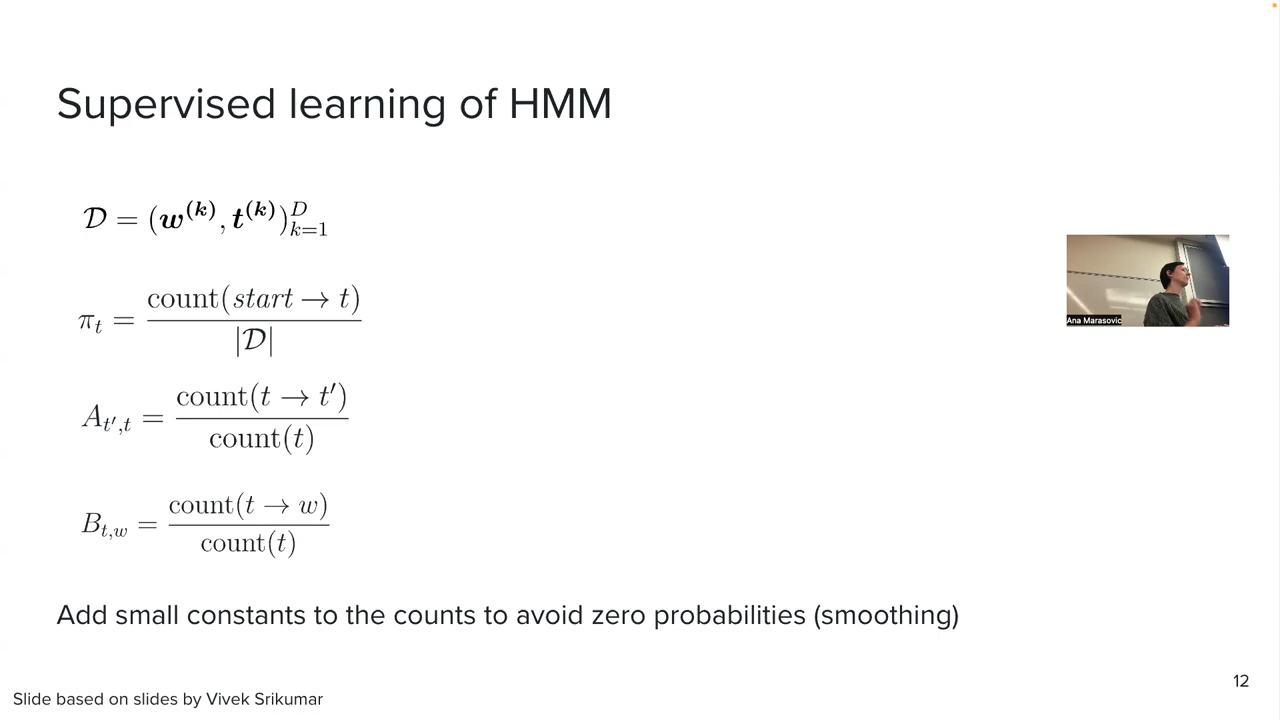 Supervised learning of HMM
𝒟 = (w^(k), t^(k))_{k=1}^D
π_t = count(start → t) / |𝒟|
A_{t′,t} = count(t → t′) / count(t)
B_{t,w} = count(t → w) / count(t)
Ana Marasovic
Add small constants to the counts to avoid zero probabilities (smoothing)
12
Slide based on slides by Vivek Srikumar